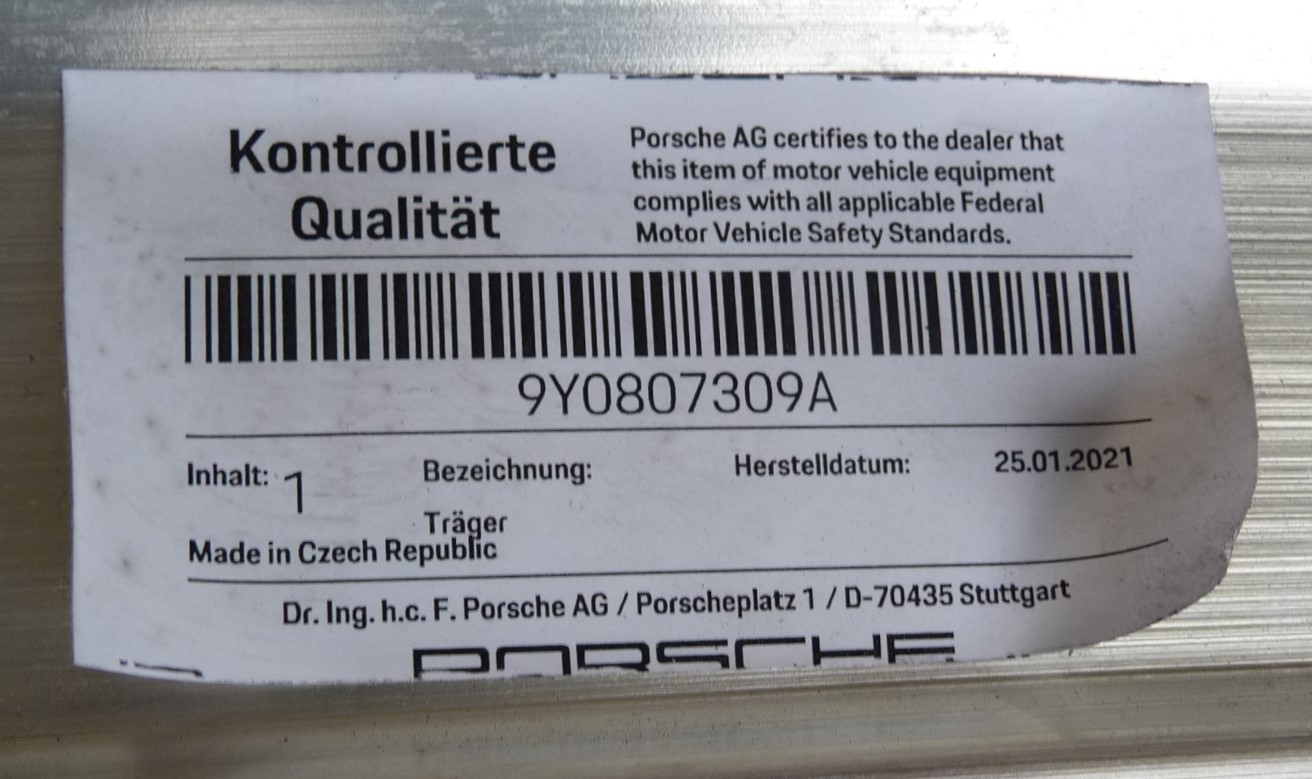 Kontrollierte
Qualität
Porsche AG certifies to the dealer that
this item of motor vehicle equipment
complies with all applicable Federal
Motor Vehicle Safety Standards.
9Y0807309A
Inhalt: 1
Bezeichnung:
Träger
Herstelldatum: 25.01.2021
Made in Czech Republic
Dr. Ing. h.c. F. Porsche AG / Porscheplatz 1 / D-70435 Stuttgart
PORSCHE